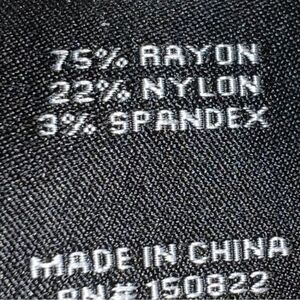 75% RAYON
22% NYLON
3% SPANDEX
MADE IN CHINA
RN# 150822